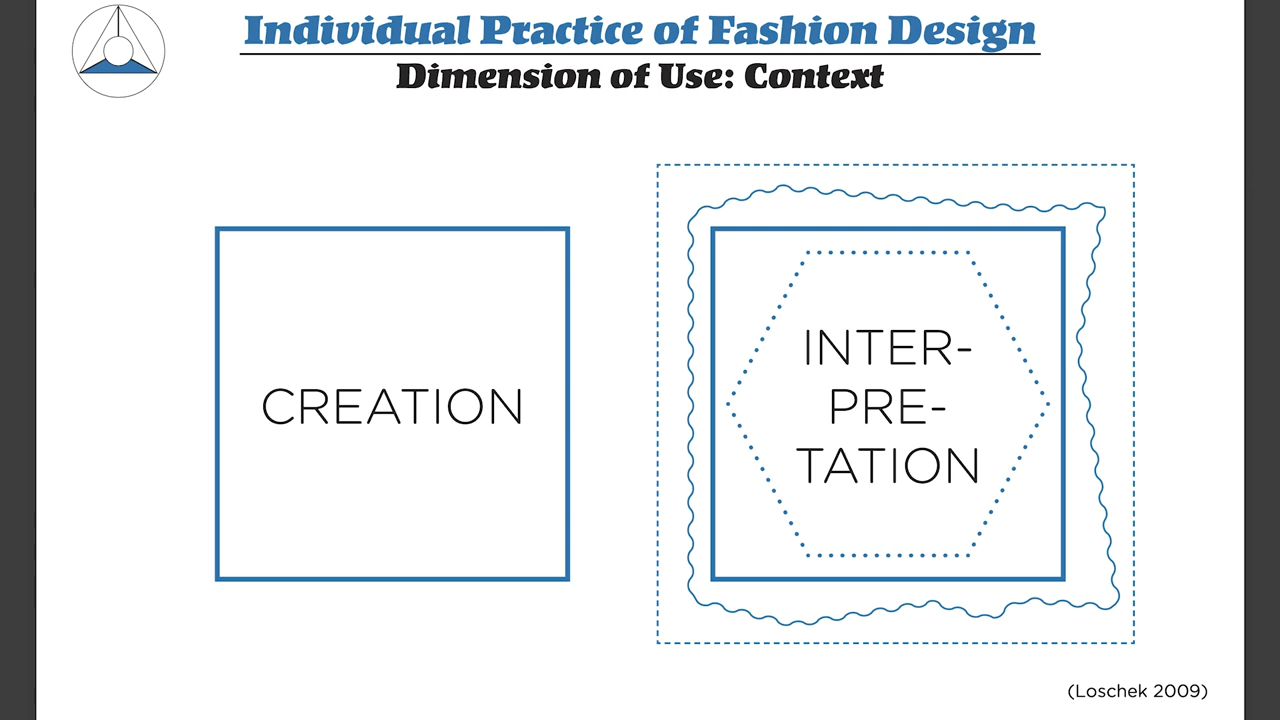 Individual Practice of Fashion Design
Dimension of Use: Context
CREATION
INTER-
PRE-
TATION
(Loschek 2009)